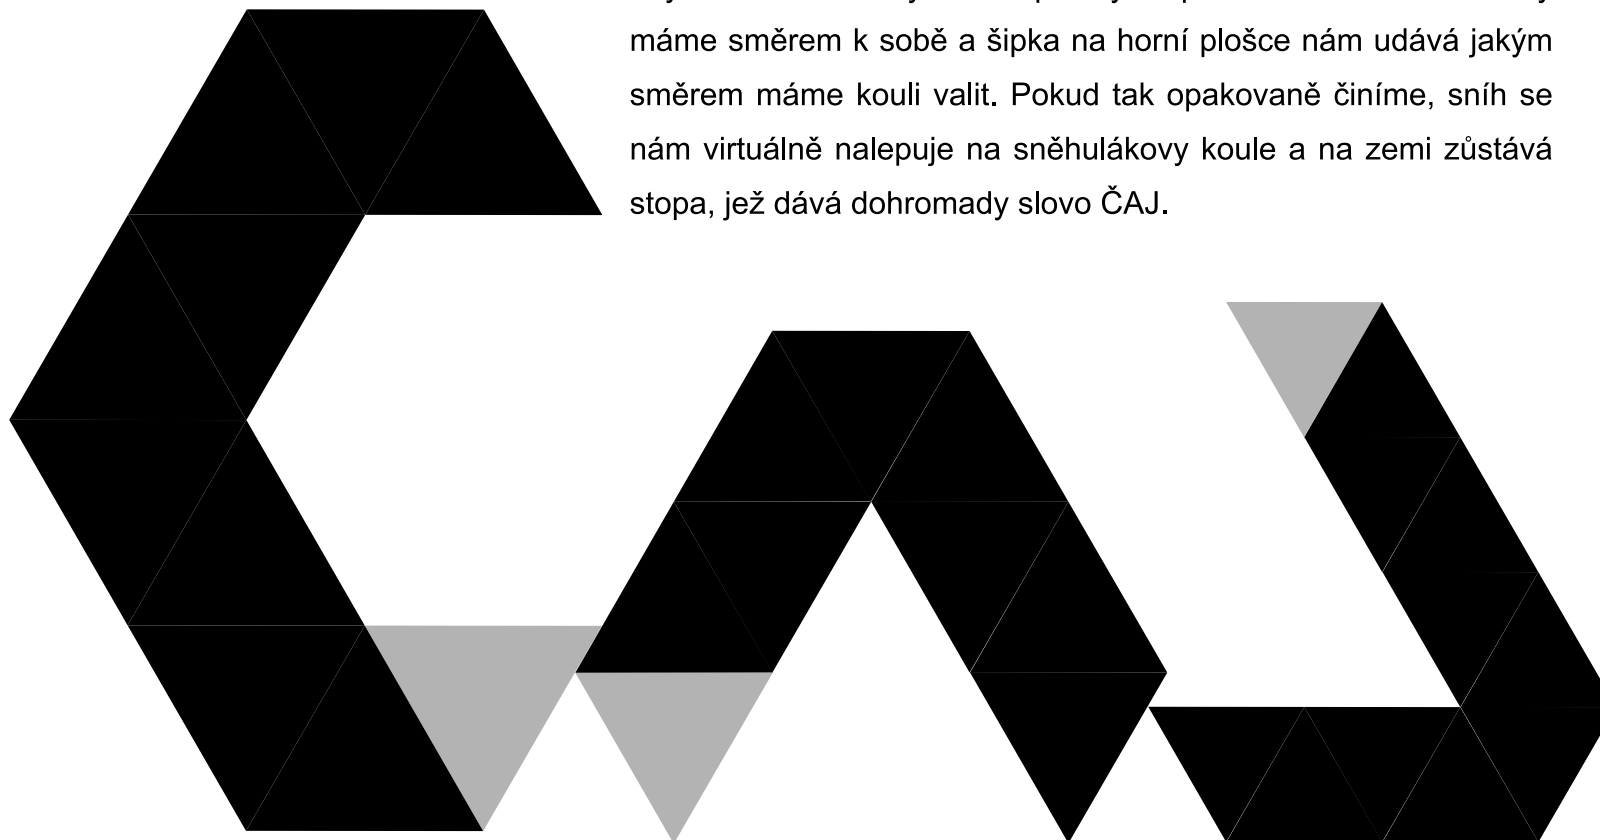 máme směrem k sobě a šipka na horní plošce nám udává jakým
směrem máme kouli valit. Pokud tak opakovaně činíme, sníh se
nám virtuálně nalepuje na sněhulákovy koule a na zemi zůstává
stopa, jež dává dohromady slovo ČAJ.